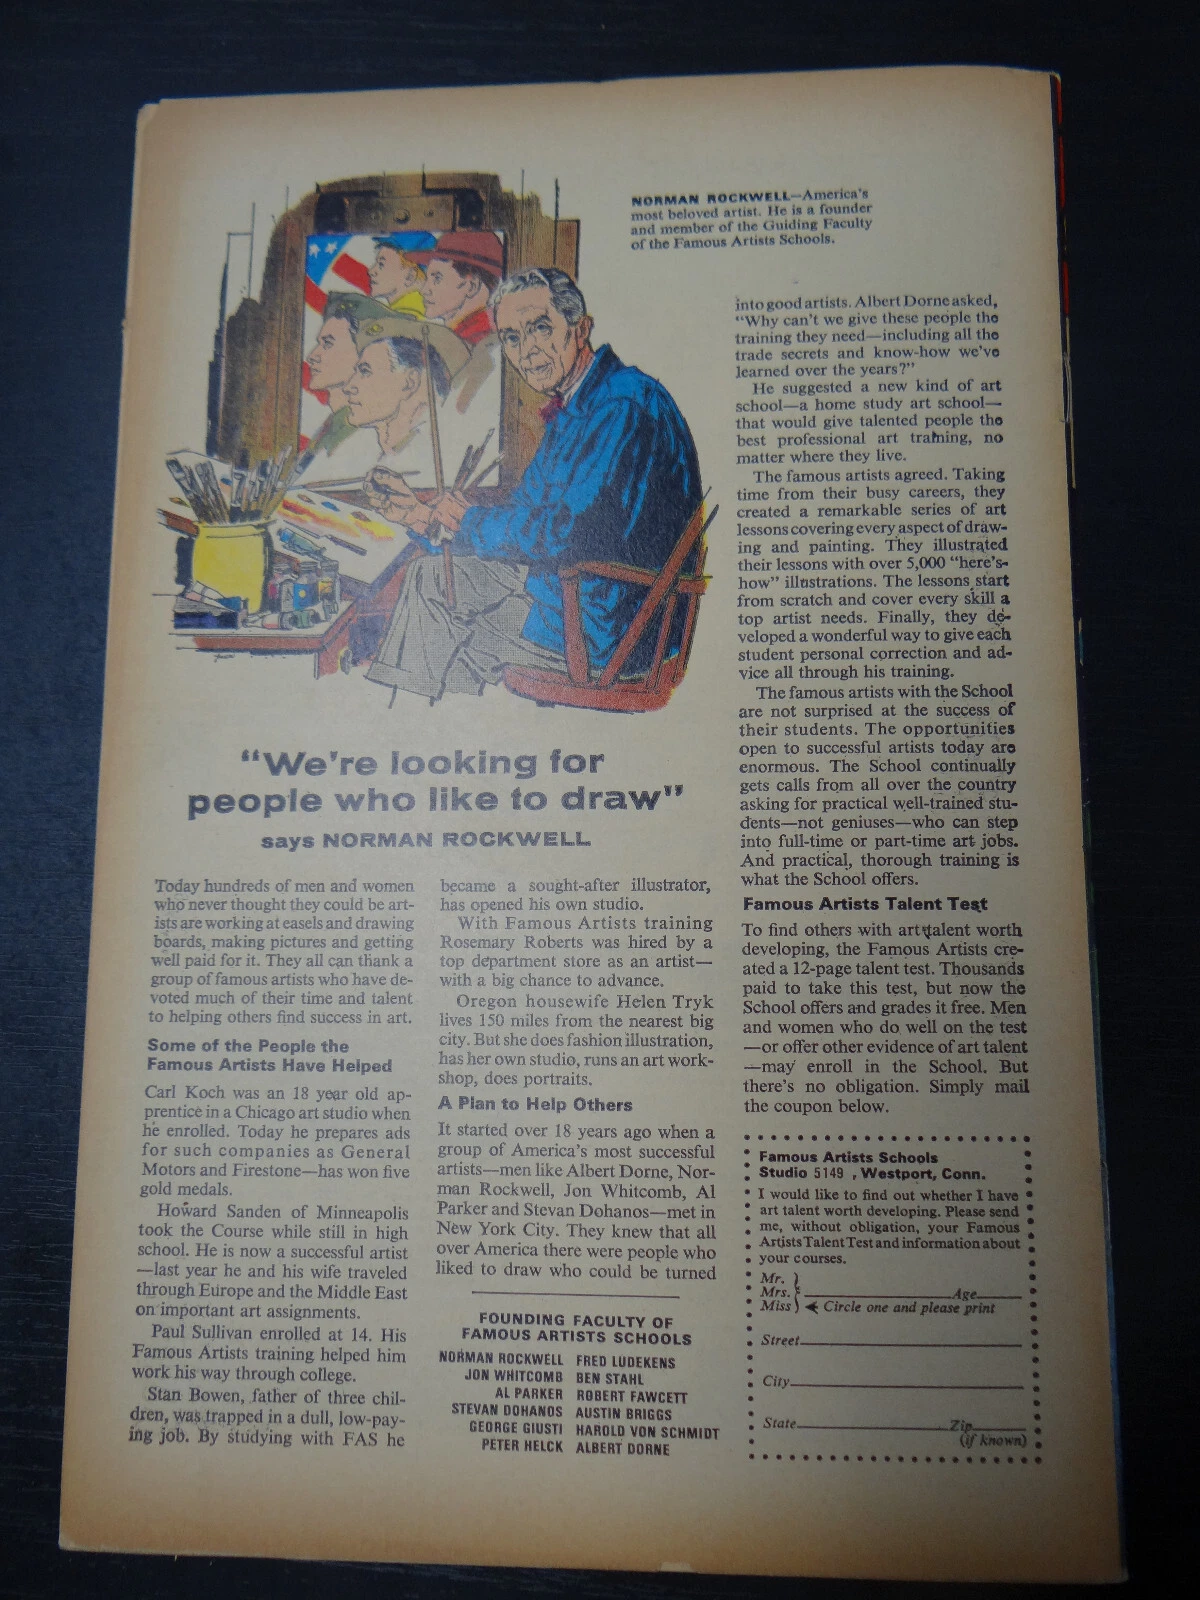 NORMAN ROCKWELL—America's
most beloved artist. He is a founder
and member of the Guiding Faculty
of the Famous Artists Schools.
"We're looking for
people who like to draw"
says NORMAN ROCKWELL
Today hundreds of men and women
who never thought they could be art-
ists are working at easels and drawing
boards, making pictures and getting
well paid for it. They all can thank a
group of famous artists who have de-
voted much of their time and talent
to helping others find success in art.
Some of the People the
Famous Artists Have Helped
Carl Koch was an 18 year old ap-
prentice in a Chicago art studio when
he enrolled. Today he prepares ads
for such companies as General
Motors and Firestone—has won five
gold medals.
Howard Sanden of Minneapolis
took the Course while still in high
school. He is now a successful artist
—last year he and his wife traveled
through Europe and the Middle East
on important art assignments.
Paul Sullivan enrolled at 14. His
Famous Artists training helped him
work his way through college.
Stan Bowen, father of three chil-
dren, was trapped in a dull, low-pay-
ing job. By studying with FAS he
became a sought-after illustrator,
has opened his own studio.
With Famous Artists training
Rosemary Roberts was hired by a
top department store as an artist—
with a big chance to advance.
Oregon housewife Helen Tryk
lives 150 miles from the nearest big
city. But she does fashion illustration,
has her own studio, runs an art work-
shop, does portraits.
A Plan to Help Others
It started over 18 years ago when a
group of America's most successful
artists—men like Albert Dorne, Nor-
man Rockwell, Jon Whitcomb, Al
Parker and Stevan Dohanos—met in
New York City. They knew that all
over America there were people who
liked to draw who could be turned
FOUNDING FACULTY OF
FAMOUS ARTISTS SCHOOLS
NORMAN ROCKWELL FRED LUDEKENS
JON WHITCOMB BEN STAHL
AL PARKER ROBERT FAWCETT
STEVAN DOHANOS AUSTIN BRIGGS
GEORGE GIUSTI HAROLD VON SCHMIDT
PETER HELCK ALBERT DORNE
into good artists. Albert Dorne asked,
"Why can't we give these people the
training they need—including all the
trade secrets and know-how we've
learned over the years?"
He suggested a new kind of art
school—a home study art school—
that would give talented people the
best professional art training, no
matter where they live.
The famous artists agreed. Taking
time from their busy careers, they
created a remarkable series of art
lessons covering every aspect of draw-
ing and painting. They illustrated
their lessons with over 5,000 "here's-
how" illustrations. The lessons start
from scratch and cover every skill a
top artist needs. Finally, they de-
veloped a wonderful way to give each
student personal correction and ad-
vice all through his training.
The famous artists with the School
are not surprised at the success of
their students. The opportunities
open to successful artists today are
enormous. The School continually
gets calls from all over the country
asking for practical well-trained stu-
dents—not geniuses—who can step
into full-time or part-time art jobs.
And practical, thorough training is
what the School offers.
Famous Artists Talent Test
To find others with art talent worth
developing, the Famous Artists cre-
ated a 12-page talent test. Thousands
paid to take this test, but now the
School offers and grades it free. Men
and women who do well on the test
—or offer other evidence of art talent
—may enroll in the School. But
there's no obligation. Simply mail
the coupon below.
Famous Artists Schools
Studio 5149 , Westport, Conn.
I would like to find out whether I have
art talent worth developing. Please send
me, without obligation, your Famous
Artists Talent Test and information about
your courses.
Mr.
Mrs. Age
Miss Circle one and please print
Street
City
State Zip
(if known)